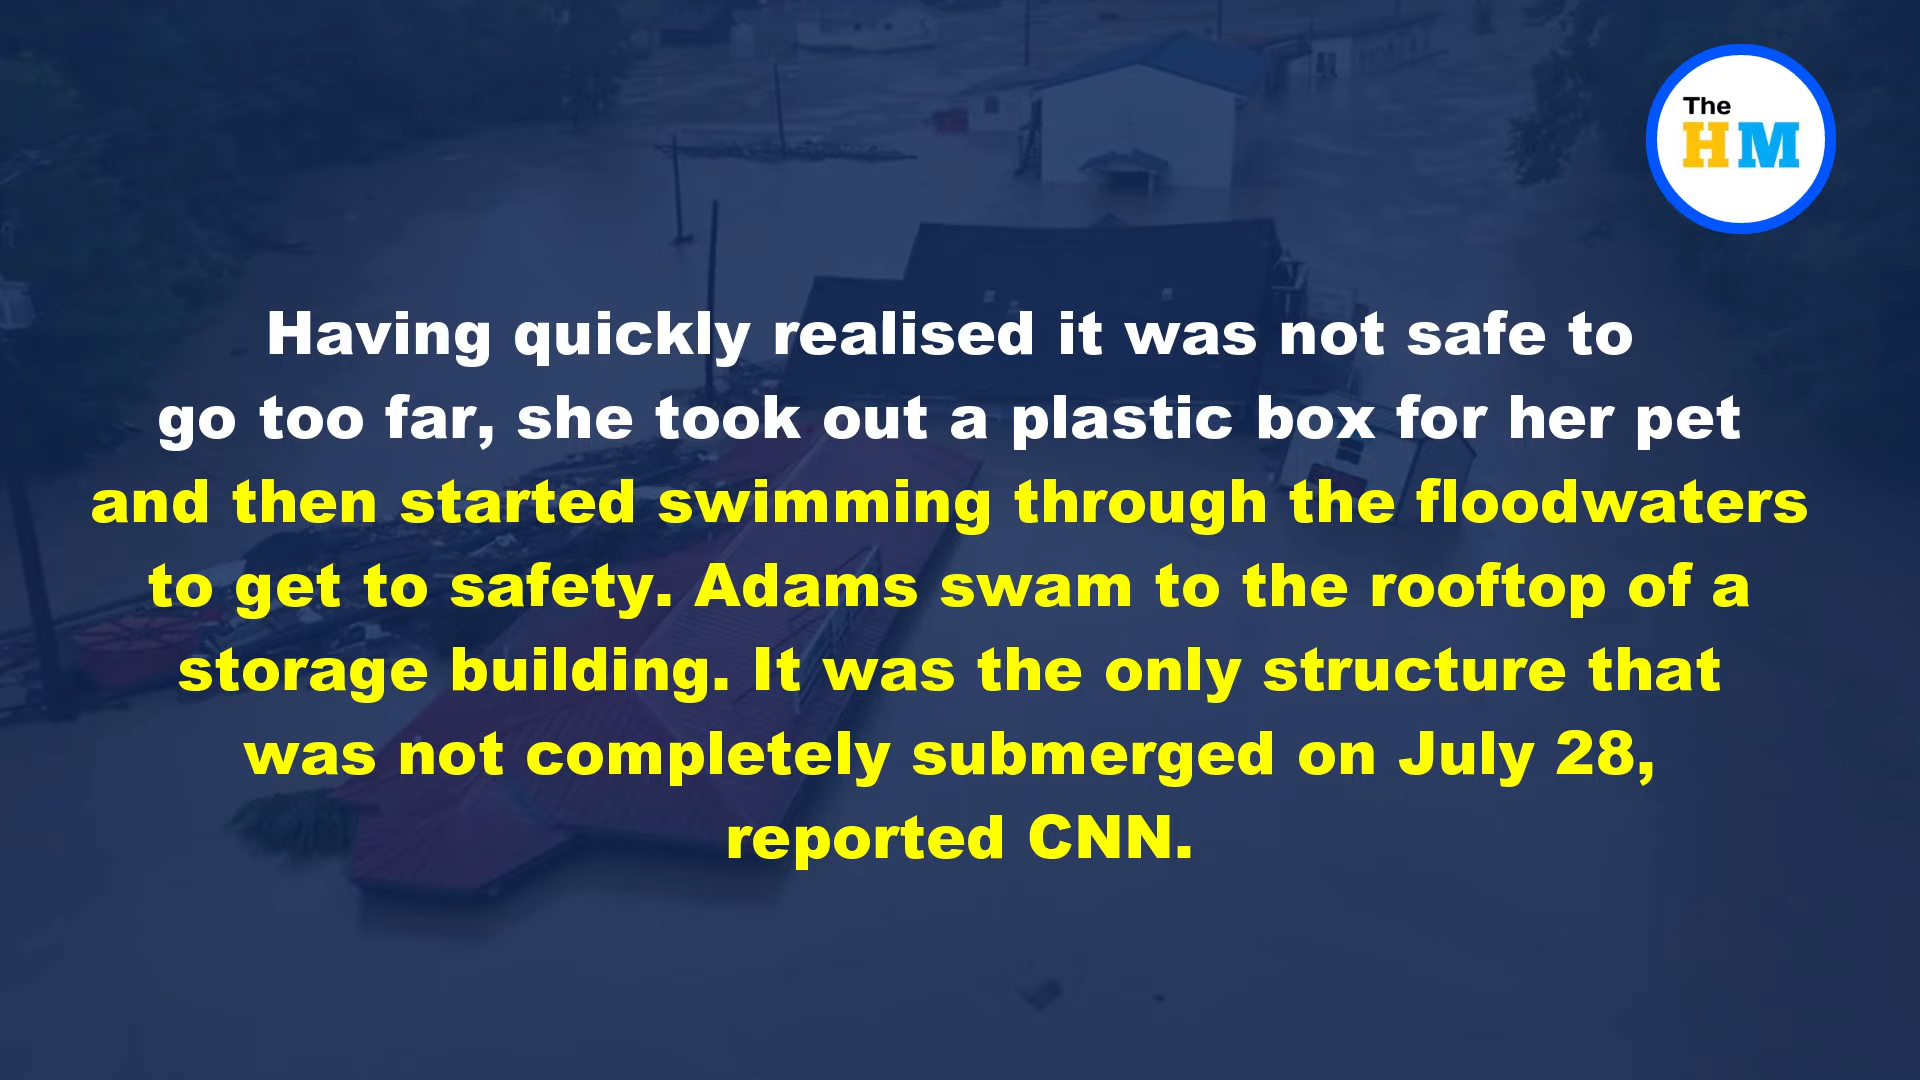 The
HM
Having quickly realised it was not safe to
go too far, she took out a plastic box for her pet
and then started swimming through the floodwaters
to get to safety. Adams swam to the rooftop of a
storage building. It was the only structure that
was not completely submerged on July 28,
reported CNN.